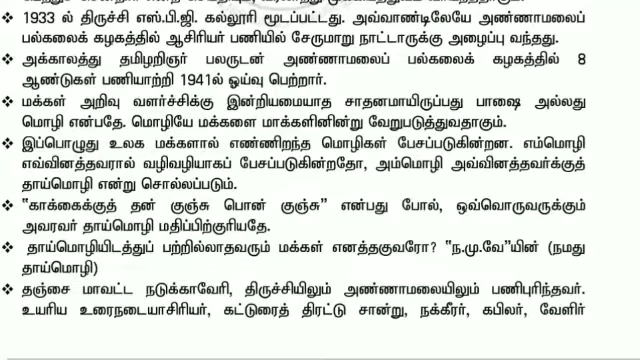 ❖ 1933 ல் திருச்சி எஸ்.பி.ஜி. கல்லூரி மூடப்பட்டது. அவ்வாண்டிலேயே அண்ணாமலைப்
பல்கலைக் கழகத்தில் ஆசிரியர் பணியில் சேருமாறு நாட்டாருக்கு அழைப்பு வந்தது.
❖ அக்காலத்து தமிழறிஞர் பலருடன் அண்ணாமலைப் பல்கலைக் கழகத்தில் 8
ஆண்டுகள் பணியாற்றி 1941ல் ஓய்வு பெற்றார்.
❖ மக்கள் அறிவு வளர்ச்சிக்கு இன்றியமையாத சாதனமாயிருப்பது பாஷை அல்லது
மொழி என்பதே. மொழியே மக்களை மாக்களினின்று வேறுபடுத்துவதாகும்.
❖ இப்பொழுது உலக மக்களால் எண்ணிறந்த மொழிகள் பேசப்படுகின்றன. எம்மொழி
எவ்வினத்தவரால் வழிவழியாகப் பேசப்படுகின்றதோ, அம்மொழி அவ்வினத்தவர்க்குத்
தாய்மொழி என்று சொல்லப்படும்.
❖ "காக்கைக்குத் தன் குஞ்சு பொன் குஞ்சு" என்பது போல், ஒவ்வொருவருக்கும்
அவரவர் தாய்மொழி மதிப்பிற்குரியதே.
❖ தாய்மொழியிடத்துப் பற்றில்லாதவரும் மக்கள் எனத்தகுவரோ? "ந.மு.வே"யின் (நமது
தாய்மொழி)
❖ தஞ்சை மாவட்ட நடுக்காவேரி, திருச்சியிலும் அண்ணாமலையிலும் பணிபுரிந்தவர்.
உயரிய உரைநடையாசிரியர், கட்டுரைத் திரட்டு சான்று, நக்கீரர், கபிலர், வேளிர்